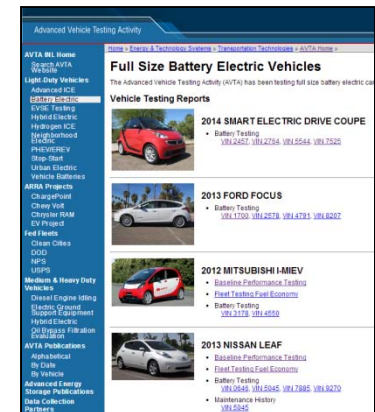 Advanced Vehicle Testing Activity
Home » Energy & Technology Systems » Transportation Technologies » AVTA Home »
AVTA INL Home
Search AVTA
Website
Light-Duty Vehicles
Advanced ICE
Battery Electric
EVSE Testing
Hybrid Electric
Hydrogen ICE
Neighborhood
Electric
PHEV/EREV
Stop-Start
Urban Electric
Vehicle Batteries
ARRA Projects
ChargePoint
Chevy Volt
Chrysler RAM
EV Project
Fed Fleets
Clean Cities
DOD
NPS
USPS
Medium & Heavy Duty
Vehicles
Diesel Engine Idling
Electric Ground
Support Equipment
Hybrid Electric
Oil Bypass Filtration
Evaluation
AVTA Publications
Alphabetical
By Date
By Vehicle
Advanced Energy
Storage Publications
Data Collection
Partners
Full Size Battery Electric Vehicles
The Advanced Vehicle Testing Activity (AVTA) has been testing full size battery electric car
Vehicle Testing Reports
2014 SMART ELECTRIC DRIVE COUPE
• Battery Testing
VIN 2457, VIN 2764, VIN 5544, VIN 7525
2013 FORD FOCUS
• Battery Testing
VIN 1700, VIN 2578, VIN 4791, VIN 8207
2012 MITSUBISHI I-MIEV
• Baseline Performance Testing
• Fleet Testing Fuel Economy
• Battery Testing
VIN 3178, VIN 4550
2013 NISSAN LEAF
• Baseline Performance Testing
• Fleet Testing Fuel Economy
• Battery Testing
VIN 0646, VIN 5045, VIN 7885, VIN 9270
• Maintenance History
VIN 5045